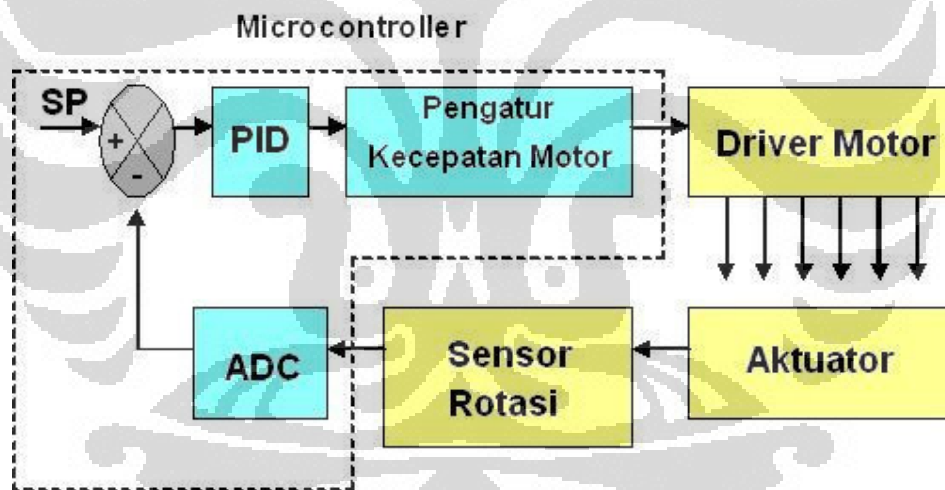 Microcontroller
SP
+
-
PID
Pengatur
Kecepatan Motor
Driver Motor
ADC
Sensor
Rotasi
Aktuator